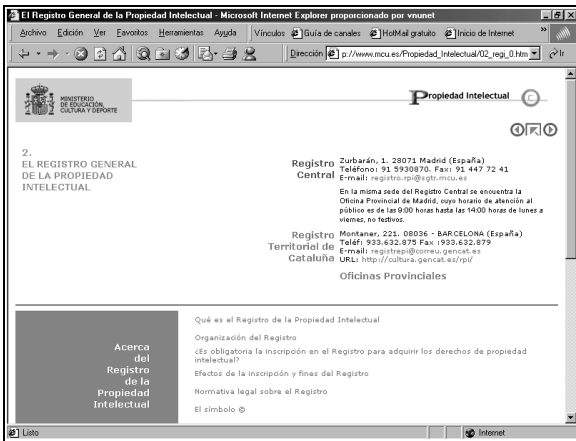 El Registro General de la Propiedad Intelectual - Microsoft Internet Explorer proporcionado por vnunet
Archivo Edición Ver Favoritos Herramientas Ayuda Vínculos Guía de canales HotMail gratuito Inicio de Internet »
Dirección p://www.mcu.es/Propiedad_Intelectual/02_regi_0.htm Ir
MINISTERIO
DE EDUCACIÓN,
CULTURA Y DEPORTE
Propiedad Intelectual ©
2.
EL REGISTRO GENERAL
DE LA PROPIEDAD
INTELECTUAL
Registro Central
Zurbarán, 1. 28071 Madrid (España)
Teléfono: 91 5930870. Fax: 91 447 72 41
E-mail: registro.rpi@sgtr.mcu.es
En la misma sede del Registro Central se encuentra la
Oficina Provincial de Madrid, cuyo horario de atención al
público es de las 9:00 horas hasta las 14:00 horas de lunes a
viernes, no festivos.
Registro
Territorial de
Cataluña
Montaner, 221. 08036 - BARCELONA (España)
Teléf: 933.632.875 Fax :933.632.879
E-mail: registrepi@correu.gencat.es
URL: http://cultura.gencat.es/rpi/
Oficinas Provinciales
Acerca
del
Registro
de la
Propiedad
Intelectual
Qué es el Registro de la Propiedad Intelectual
Organización del Registro
¿Es obligatoria la inscripción en el Registro para adquirir los derechos de propiedad
intelectual?
Efectos de la inscripción y fines del Registro
Normativa legal sobre el Registro
El símbolo ©
Listo Internet